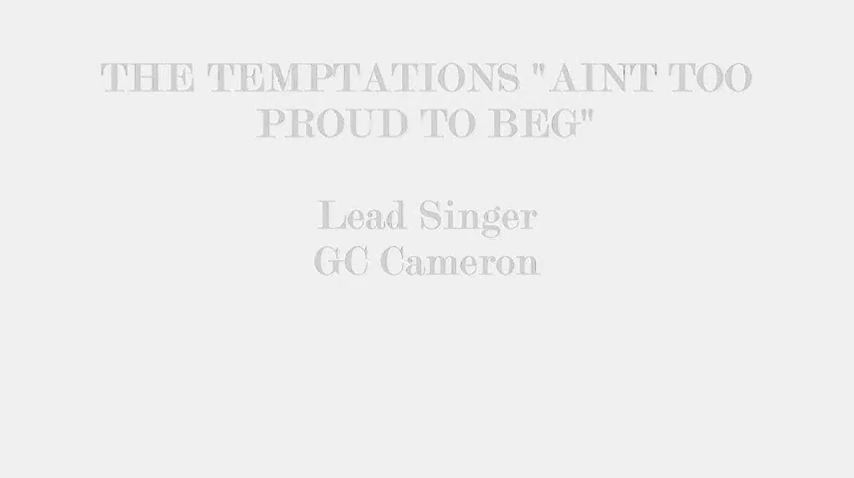 THE TEMPTATIONS "AINT TOO
PROUD TO BEG"
Lead Singer
GC Cameron